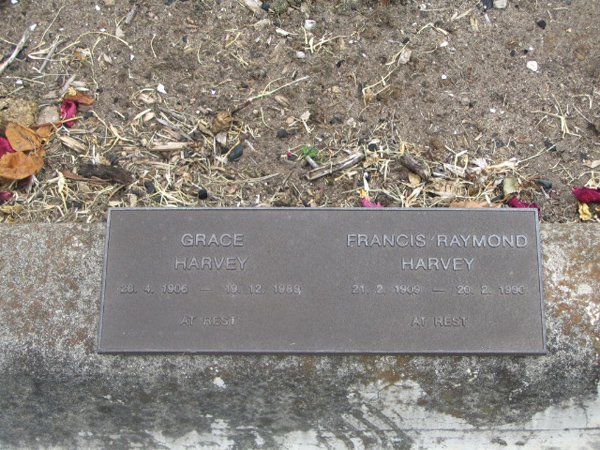 GRACE
HARVEY
28. 4. 1906 — 19. 12. 1989
AT REST
FRANCIS RAYMOND
HARVEY
21. 2. 1909 — 20. 2. 1990
AT REST